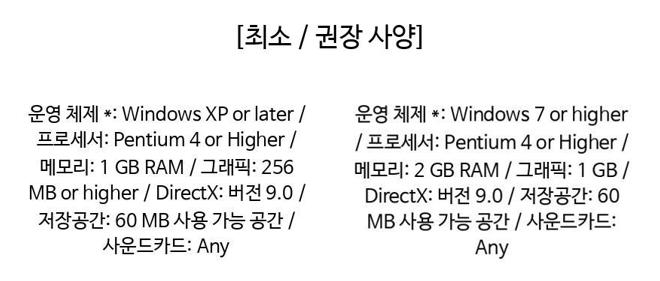 [최소 / 권장 사양]
운영 체제 *: Windows XP or later /
프로세서: Pentium 4 or Higher /
메모리: 1 GB RAM / 그래픽: 256
MB or higher / DirectX: 버전 9.0 /
저장공간: 60 MB 사용 가능 공간 /
사운드카드: Any
운영 체제 *: Windows 7 or higher
/ 프로세서: Pentium 4 or Higher /
메모리: 2 GB RAM / 그래픽: 1 GB /
DirectX: 버전 9.0 / 저장공간: 60
MB 사용 가능 공간 / 사운드카드:
Any